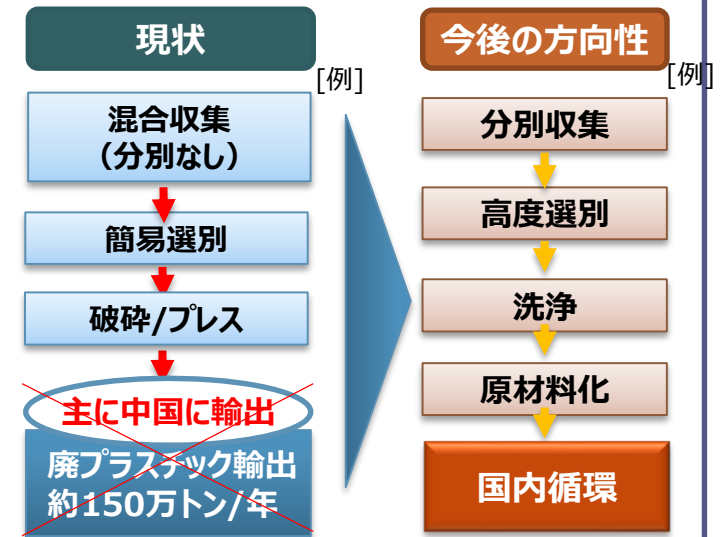 現状
[例]
混合収集
（分別なし）
簡易選別
破砕/プレス
主に中国に輸出
廃プラスチック輸出
約150万トン/年
今後の方向性
[例]
分別収集
高度選別
洗浄
原材料化
国内循環